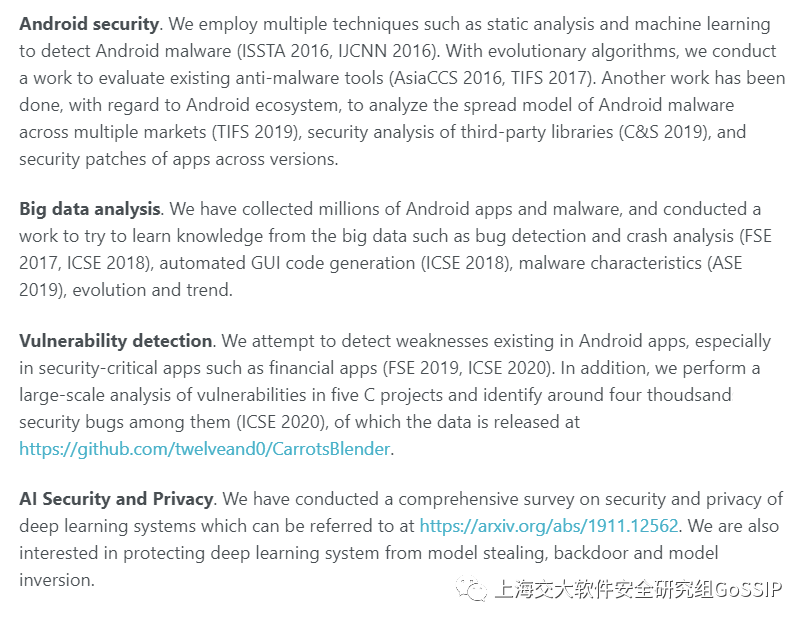 Android security. We employ multiple techniques such as static analysis and machine learning
to detect Android malware (ISSTA 2016, IJCNN 2016). With evolutionary algorithms, we conduct
a work to evaluate existing anti-malware tools (AsiaCCS 2016, TIFS 2017). Another work has been
done, with regard to Android ecosystem, to analyze the spread model of Android malware
across multiple markets (TIFS 2019), security analysis of third-party libraries (C&S 2019), and
security patches of apps across versions.
Big data analysis. We have collected millions of Android apps and malware, and conducted a
work to try to learn knowledge from the big data such as bug detection and crash analysis (FSE
2017, ICSE 2018), automated GUI code generation (ICSE 2018), malware characteristics (ASE
2019), evolution and trend.
Vulnerability detection. We attempt to detect weaknesses existing in Android apps, especially
in security-critical apps such as financial apps (FSE 2019, ICSE 2020). In addition, we perform a
large-scale analysis of vulnerabilities in five C projects and identify around four thoudsand
security bugs among them (ICSE 2020), of which the data is released at
https://github.com/twelveand0/CarrotsBlender.
AI Security and Privacy. We have conducted a comprehensive survey on security and privacy of
deep learning systems which can be referred to at https://arxiv.org/abs/1911.12562. We are also
interested in protecting deep learning system from model stealing, backdoor and model
inversion.
上海交大软件安全研究组GoSSIP